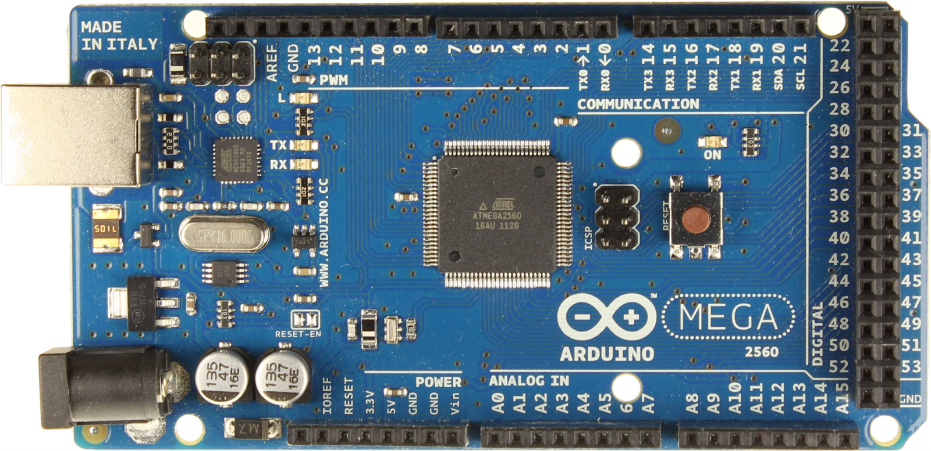 MADE
IN ITALY
AREF
GND
13
12
11
10
9
8
7
6
5
4
3
2
TX0 → 1
RX0 ← 0
TX3 14
RX3 15
TX2 16
RX2 17
TX1 18
RX1 19
SDA 20
SCL 21
5V
PWM
COMMUNICATION
L
TX
RX
ON
22
24
26
28
30 31
32 33
34 35
36 37
38 39
40 41
42 43
44 45
46 47
48 49
50 51
52 53
GND
DIGITAL
WWW.ARDUINO.CC
ATMEL
ATMEGA2560
16AU 1126
ICSP
RESET
RESET-EN
ARDUINO
TM
MEGA
2560
135
47
16E
135
47
16E
M7
POWER
ANALOG IN
IOREF
RESET
3.3V
5V
GND
GND
Vin
A0
A1
A2
A3
A4
A5
6
A7
A8
A9
A10
A11
A12
A13
A14
A15